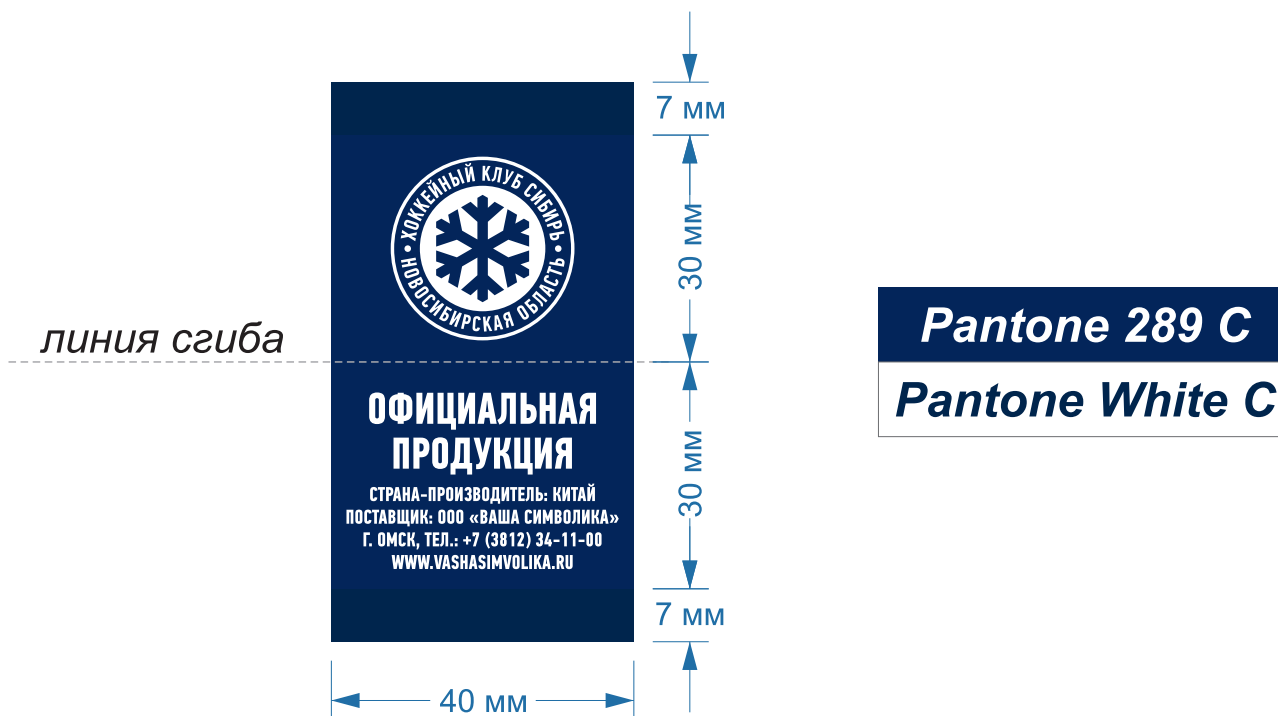 7 мм
ХОККЕЙНЫЙ КЛУБ СИБИРЬ
НОВОСИБИРСКАЯ ОБЛАСТЬ
30 мм
линия сгиба
Pantone 289 C
Pantone White C
ОФИЦИАЛЬНАЯ
ПРОДУКЦИЯ
СТРАНА-ПРОИЗВОДИТЕЛЬ: КИТАЙ
ПОСТАВЩИК: ООО «ВАША СИМВОЛИКА»
Г. ОМСК, ТЕЛ.: +7 (3812) 34-11-00
WWW.VASHASIMVOLIKA.RU
30 мм
7 мм
40 мм